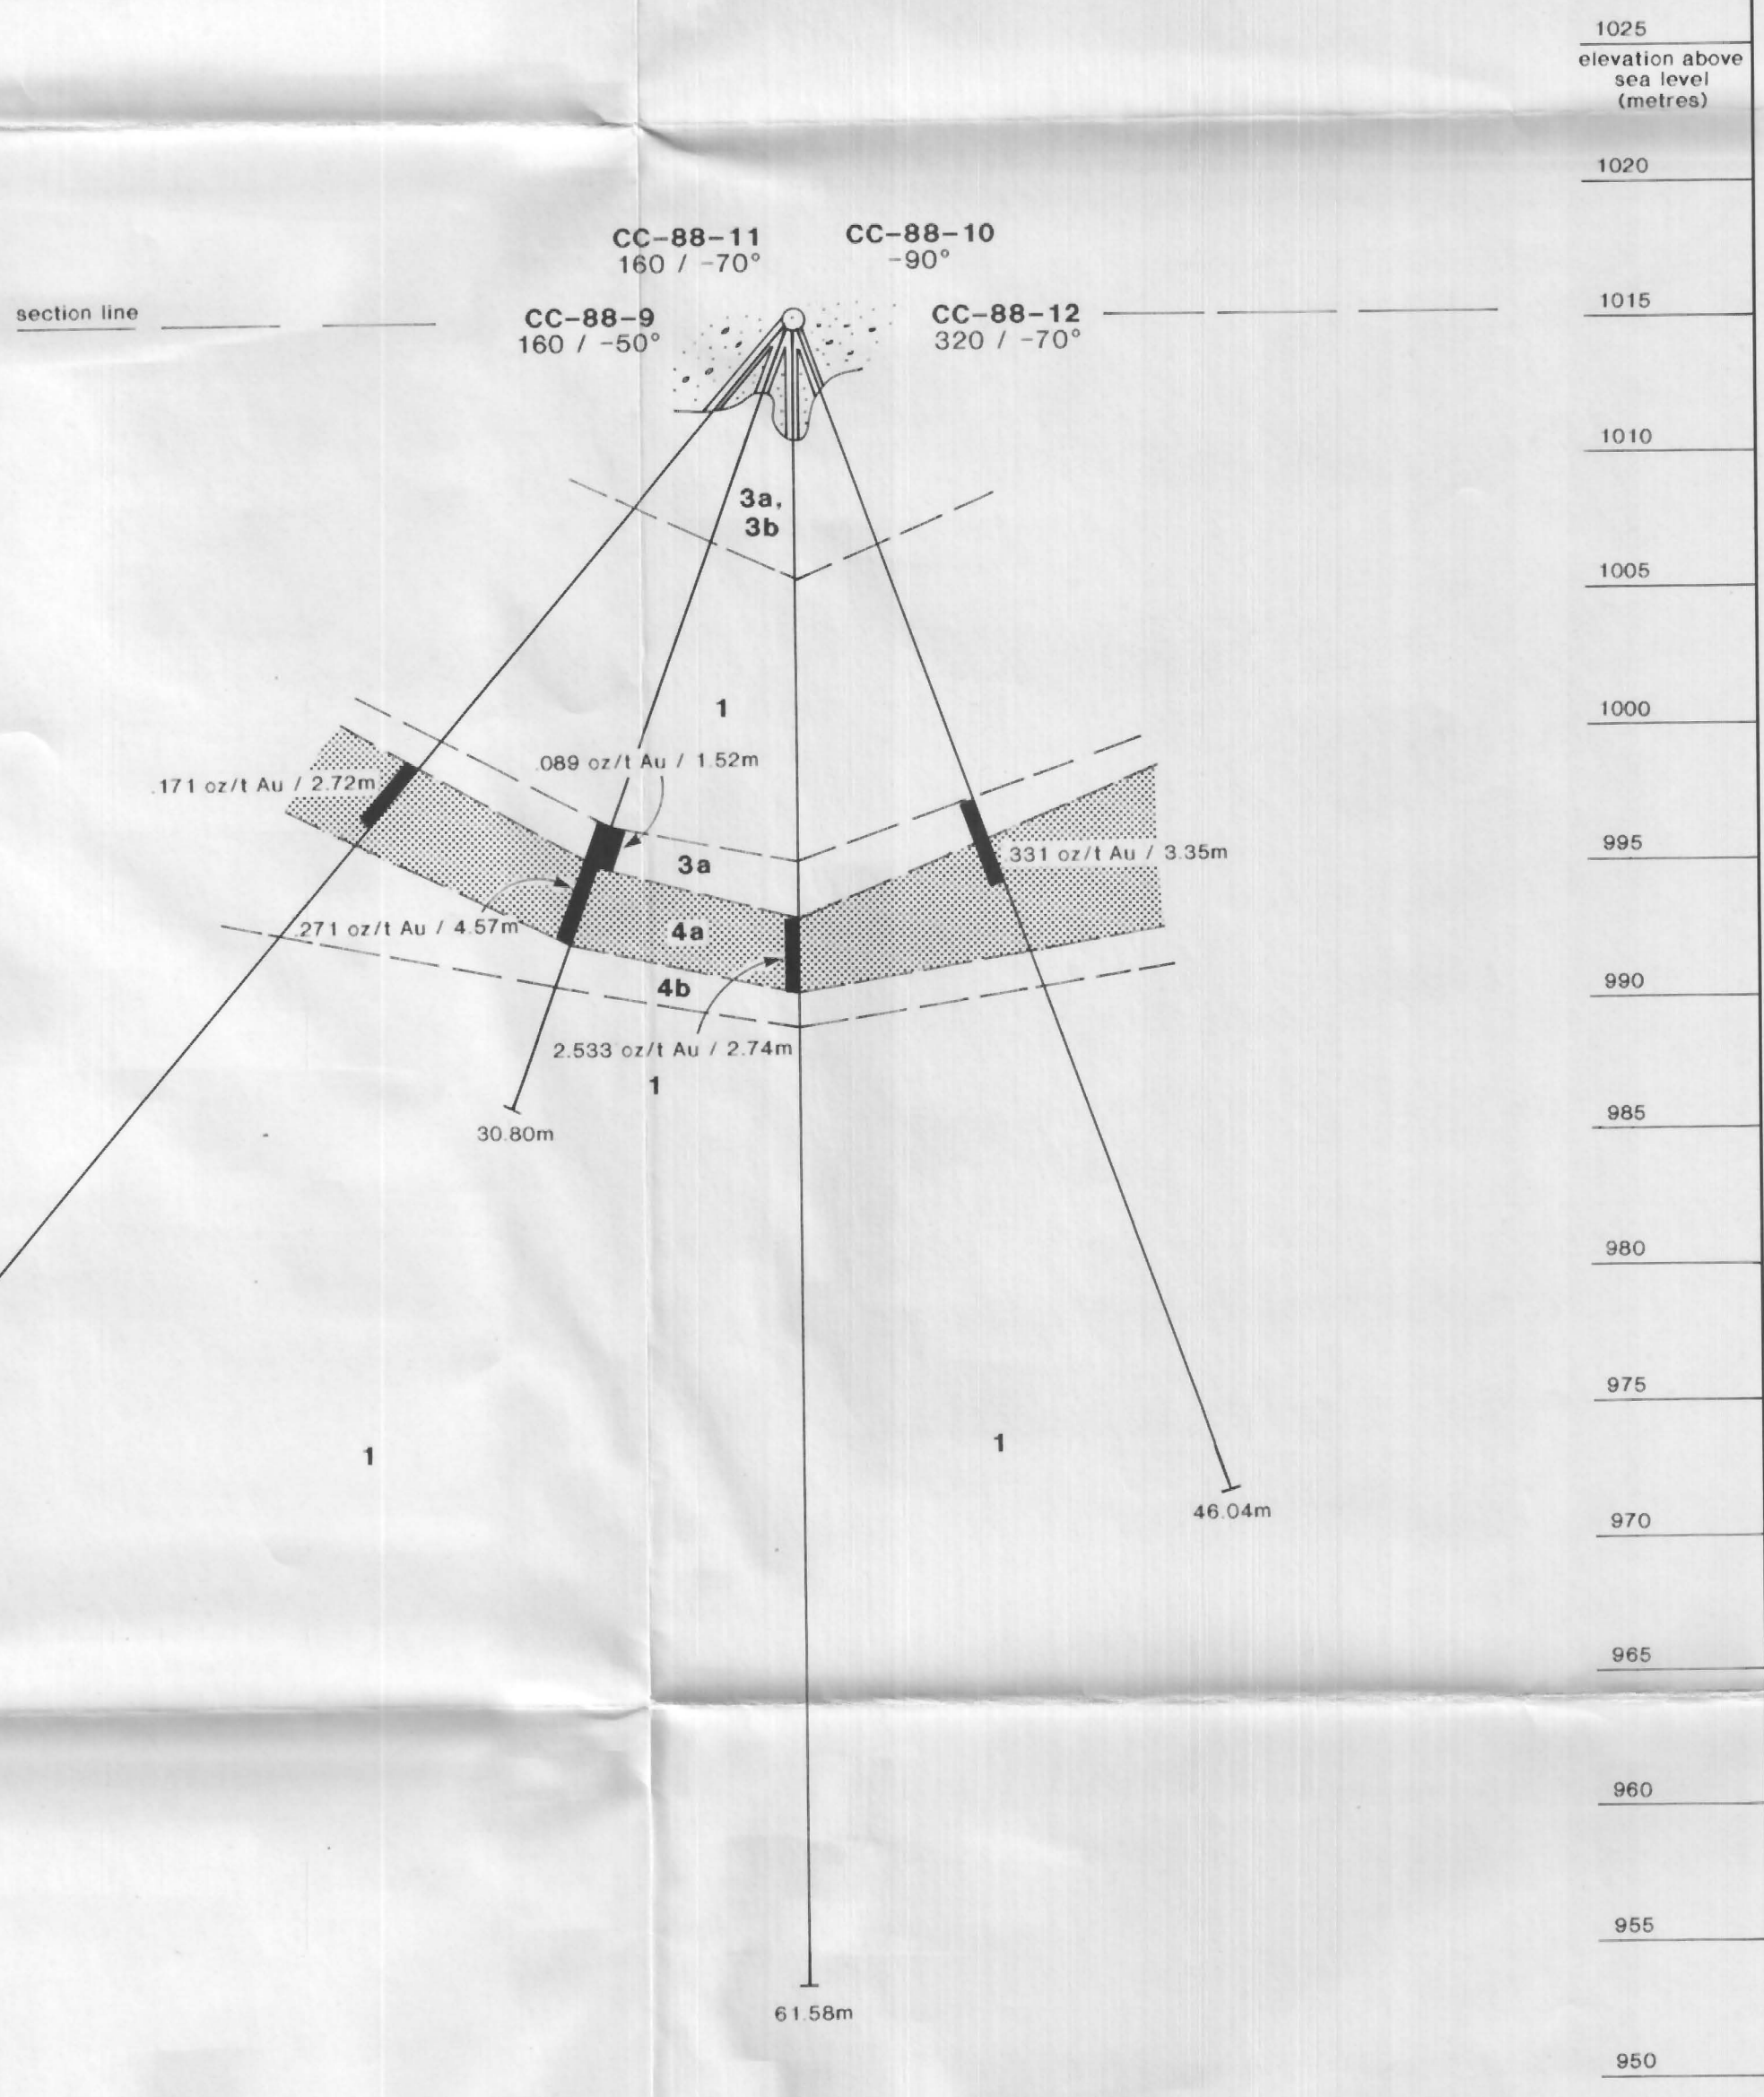 1025
elevation above
sea level
(metres)
1020
CC-88-11
160 / -70°
CC-88-10
-90°
1015
section line
CC-88-9
160 / -50°
CC-88-12
320 / -70°
1010
3a,
3b
1005
1000
1
.089 oz/t Au / 1.52m
.171 oz/t Au / 2.72m
995
3a
.331 oz/t Au / 3.35m
.271 oz/t Au / 4.57m
4a
990
4b
2.533 oz/t Au / 2.74m
1
985
30.80m
980
975
1
1
46.04m
970
965
960
955
61.58m
950